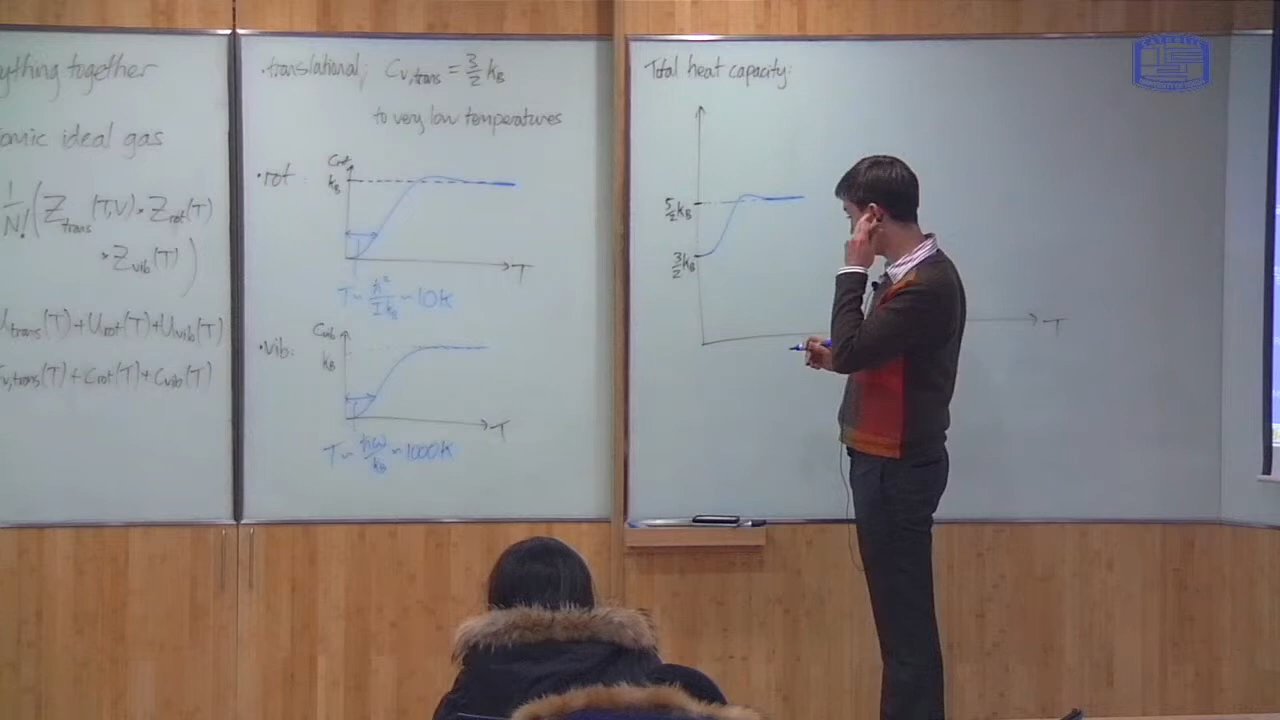 ything together
omic ideal gas
1/N! (Z_trans (T,V) · Z_rot(T)
· Z_vib(T) )
U_trans(T) + U_rot(T) + U_vib(T)
v,trans(T) + C_rot(T) + C_vib(T)
· translational; C_v,trans = 3/2 k_B
to very low temperatures
· rot :
C_rot
k_B
T
T ~ ħ²/(I k_B) ~ 10K
· vib:
C_vib
k_B
T
T ~ ħω/k_B ~ 1000K
Total heat capacity:
5/2 k_B
3/2 k_B
T